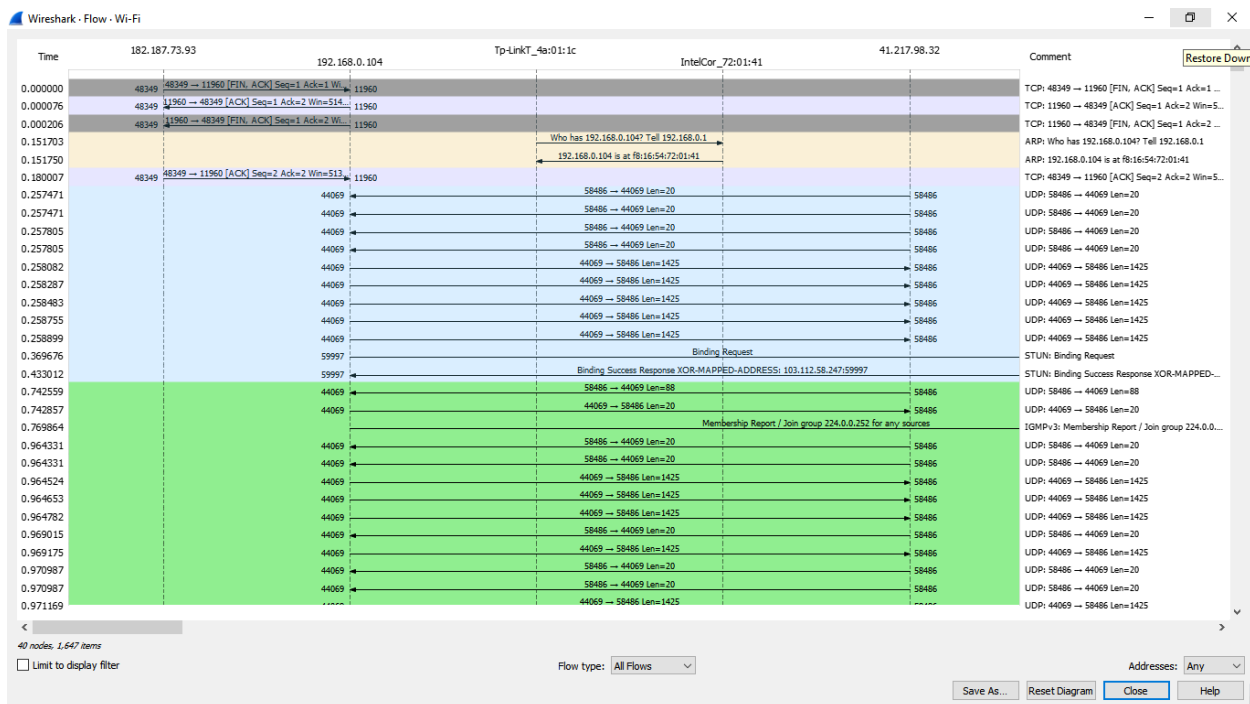 Wireshark · Flow · Wi-Fi
Time 182.187.73.93 192.168.0.104 Tp-LinkT_4a:01:1c IntelCor_72:01:41 41.217.98.32 Comment
Restore Down
0.000000 48349 48349 → 11960 [FIN, ACK] Seq=1 Ack=1 Wi... 11960 TCP: 48349 → 11960 [FIN, ACK] Seq=1 Ack=1 ...
0.000076 48349 11960 → 48349 [ACK] Seq=1 Ack=2 Win=514... 11960 TCP: 11960 → 48349 [ACK] Seq=1 Ack=2 Win=5...
0.000206 48349 11960 → 48349 [FIN, ACK] Seq=1 Ack=2 Wi... 11960 TCP: 11960 → 48349 [FIN, ACK] Seq=1 Ack=2 ...
0.151703 Who has 192.168.0.104? Tell 192.168.0.1 ARP: Who has 192.168.0.104? Tell 192.168.0.1
0.151750 192.168.0.104 is at f8:16:54:72:01:41 ARP: 192.168.0.104 is at f8:16:54:72:01:41
0.180007 48349 48349 → 11960 [ACK] Seq=2 Ack=2 Win=513... 11960 TCP: 48349 → 11960 [ACK] Seq=2 Ack=2 Win=5...
0.257471 44069 58486 → 44069 Len=20 58486 UDP: 58486 → 44069 Len=20
0.257471 44069 58486 → 44069 Len=20 58486 UDP: 58486 → 44069 Len=20
0.257805 44069 58486 → 44069 Len=20 58486 UDP: 58486 → 44069 Len=20
0.257805 44069 58486 → 44069 Len=20 58486 UDP: 58486 → 44069 Len=20
0.258082 44069 44069 → 58486 Len=1425 58486 UDP: 44069 → 58486 Len=1425
0.258287 44069 44069 → 58486 Len=1425 58486 UDP: 44069 → 58486 Len=1425
0.258483 44069 44069 → 58486 Len=1425 58486 UDP: 44069 → 58486 Len=1425
0.258755 44069 44069 → 58486 Len=1425 58486 UDP: 44069 → 58486 Len=1425
0.258899 44069 44069 → 58486 Len=1425 58486 UDP: 44069 → 58486 Len=1425
0.369676 59997 Binding Request STUN: Binding Request
0.433012 59997 Binding Success Response XOR-MAPPED-ADDRESS: 103.112.58.247:59997 STUN: Binding Success Response XOR-MAPPED-...
0.742559 44069 58486 → 44069 Len=88 58486 UDP: 58486 → 44069 Len=88
0.742857 44069 44069 → 58486 Len=20 58486 UDP: 44069 → 58486 Len=20
0.769864 Membership Report / Join group 224.0.0.252 for any sources IGMPv3: Membership Report / Join group 224.0.0...
0.964331 44069 58486 → 44069 Len=20 58486 UDP: 58486 → 44069 Len=20
0.964331 44069 58486 → 44069 Len=20 58486 UDP: 58486 → 44069 Len=20
0.964524 44069 44069 → 58486 Len=1425 58486 UDP: 44069 → 58486 Len=1425
0.964653 44069 44069 → 58486 Len=1425 58486 UDP: 44069 → 58486 Len=1425
0.964782 44069 44069 → 58486 Len=1425 58486 UDP: 44069 → 58486 Len=1425
0.969015 44069 58486 → 44069 Len=20 58486 UDP: 58486 → 44069 Len=20
0.969175 44069 44069 → 58486 Len=1425 58486 UDP: 44069 → 58486 Len=1425
0.970987 44069 58486 → 44069 Len=20 58486 UDP: 58486 → 44069 Len=20
0.970987 44069 58486 → 44069 Len=20 58486 UDP: 58486 → 44069 Len=20
0.971169 44069 → 58486 Len=1425 UDP: 44069 → 58486 Len=1425
40 nodes, 1,647 items
Limit to display filter Flow type: All Flows Addresses: Any
Save As... Reset Diagram Close Help